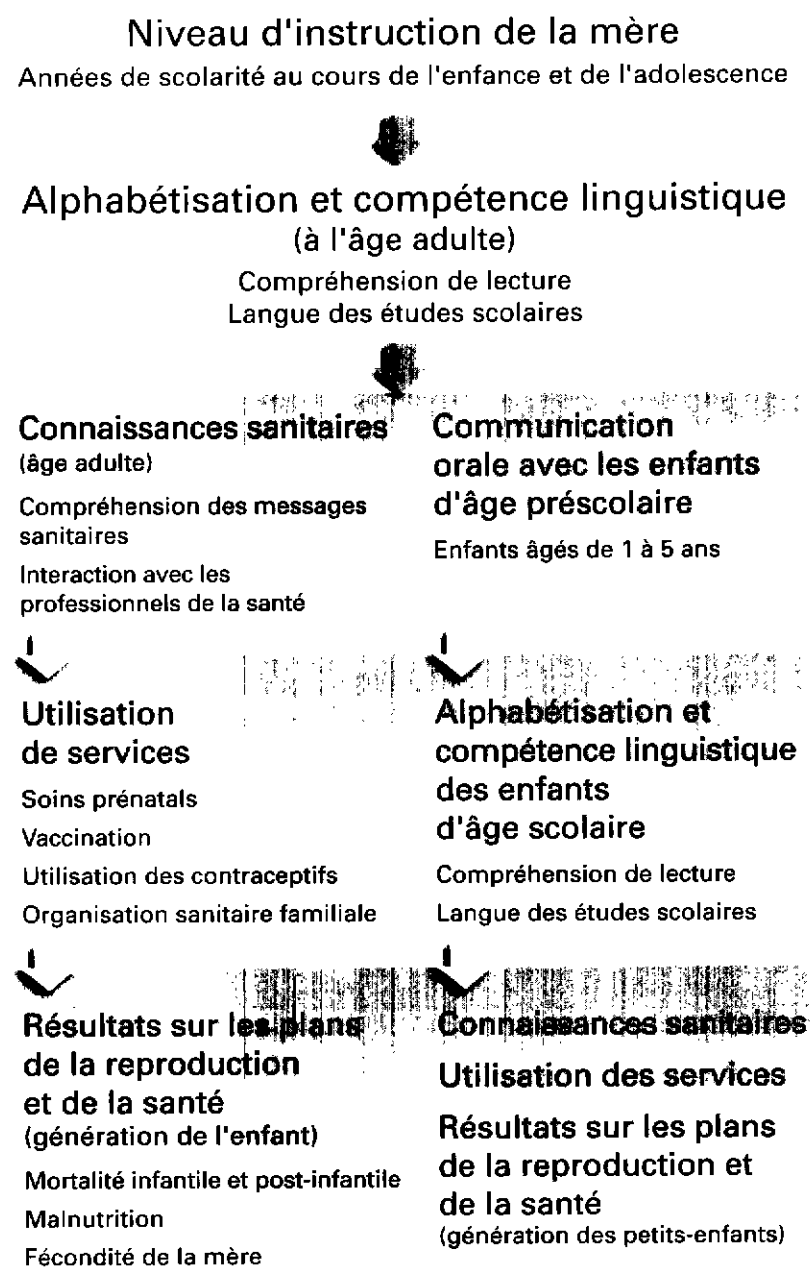 Niveau d'instruction de la mère
Années de scolarité au cours de l'enfance et de l'adolescence
Alphabétisation et compétence linguistique
(à l'âge adulte)
Compréhension de lecture
Langue des études scolaires
Connaissances sanitaires
(âge adulte)
Compréhension des messages
sanitaires
Interaction avec les
professionnels de la santé
Communication
orale avec les enfants
d'âge préscolaire
Enfants âgés de 1 à 5 ans
Utilisation
de services
Soins prénatals
Vaccination
Utilisation des contraceptifs
Organisation sanitaire familiale
Alphabétisation et
compétence linguistique
des enfants
d'âge scolaire
Compréhension de lecture
Langue des études scolaires
Résultats sur les plans
de la reproduction
et de la santé
(génération de l'enfant)
Mortalité infantile et post-infantile
Malnutrition
Fécondité de la mère
Connaissances sanitaires
Utilisation des services
Résultats sur les plans
de la reproduction et
de la santé
(génération des petits-enfants)